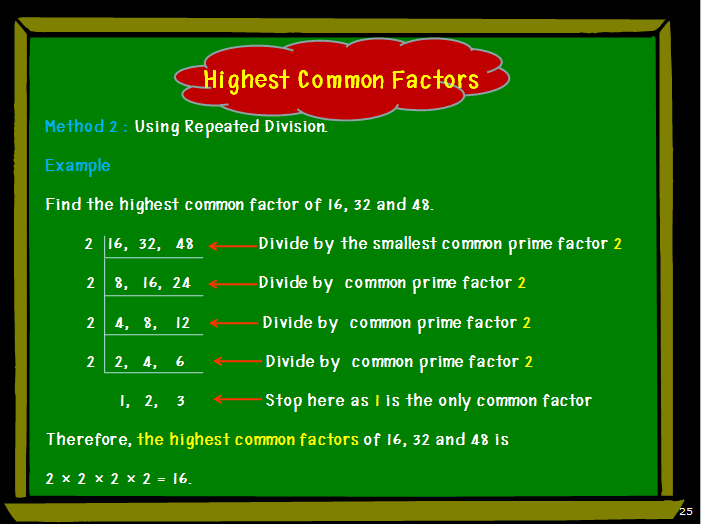 Highest Common Factors
Method 2 : Using Repeated Division.
Example
Find the highest common factor of 16, 32 and 48.
2 16, 32, 48 Divide by the smallest common prime factor 2
2 8, 16, 24 Divide by common prime factor 2
2 4, 8, 12 Divide by common prime factor 2
2 2, 4, 6 Divide by common prime factor 2
1, 2, 3 Stop here as 1 is the only common factor
Therefore, the highest common factors of 16, 32 and 48 is
2 × 2 × 2 × 2 = 16.
25